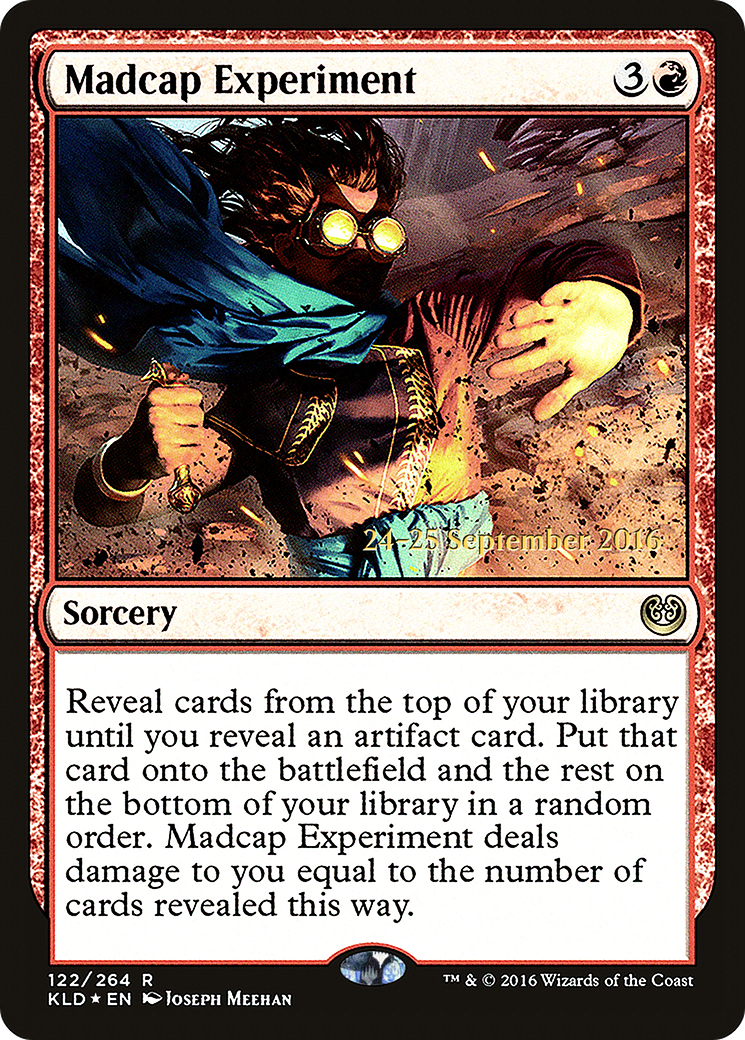 Madcap Experiment 3
24–25 September 2016
Sorcery
Reveal cards from the top of your library
until you reveal an artifact card. Put that
card onto the battlefield and the rest on
the bottom of your library in a random
order. Madcap Experiment deals
damage to you equal to the number of
cards revealed this way.
122/264 R
KLD ★ EN Joseph Meehan
™ & © 2016 Wizards of the Coast